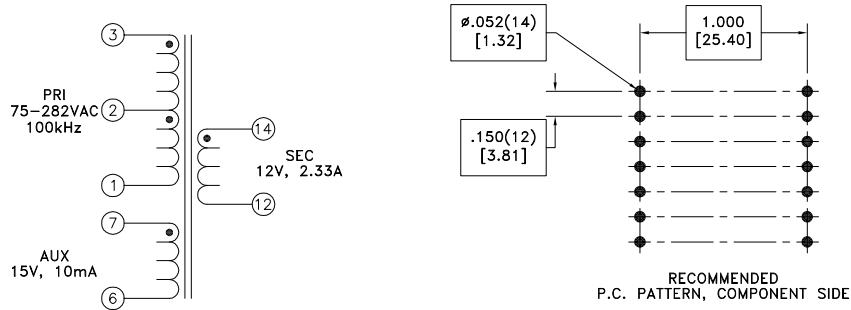 3
PRI
75-282VAC
100kHz
2
1
14
SEC
12V, 2.33A
12
7
AUX
15V, 10mA
6
ø.052(14)
[1.32]
1.000
[25.40]
.150(12)
[3.81]
RECOMMENDED
P.C. PATTERN, COMPONENT SIDE